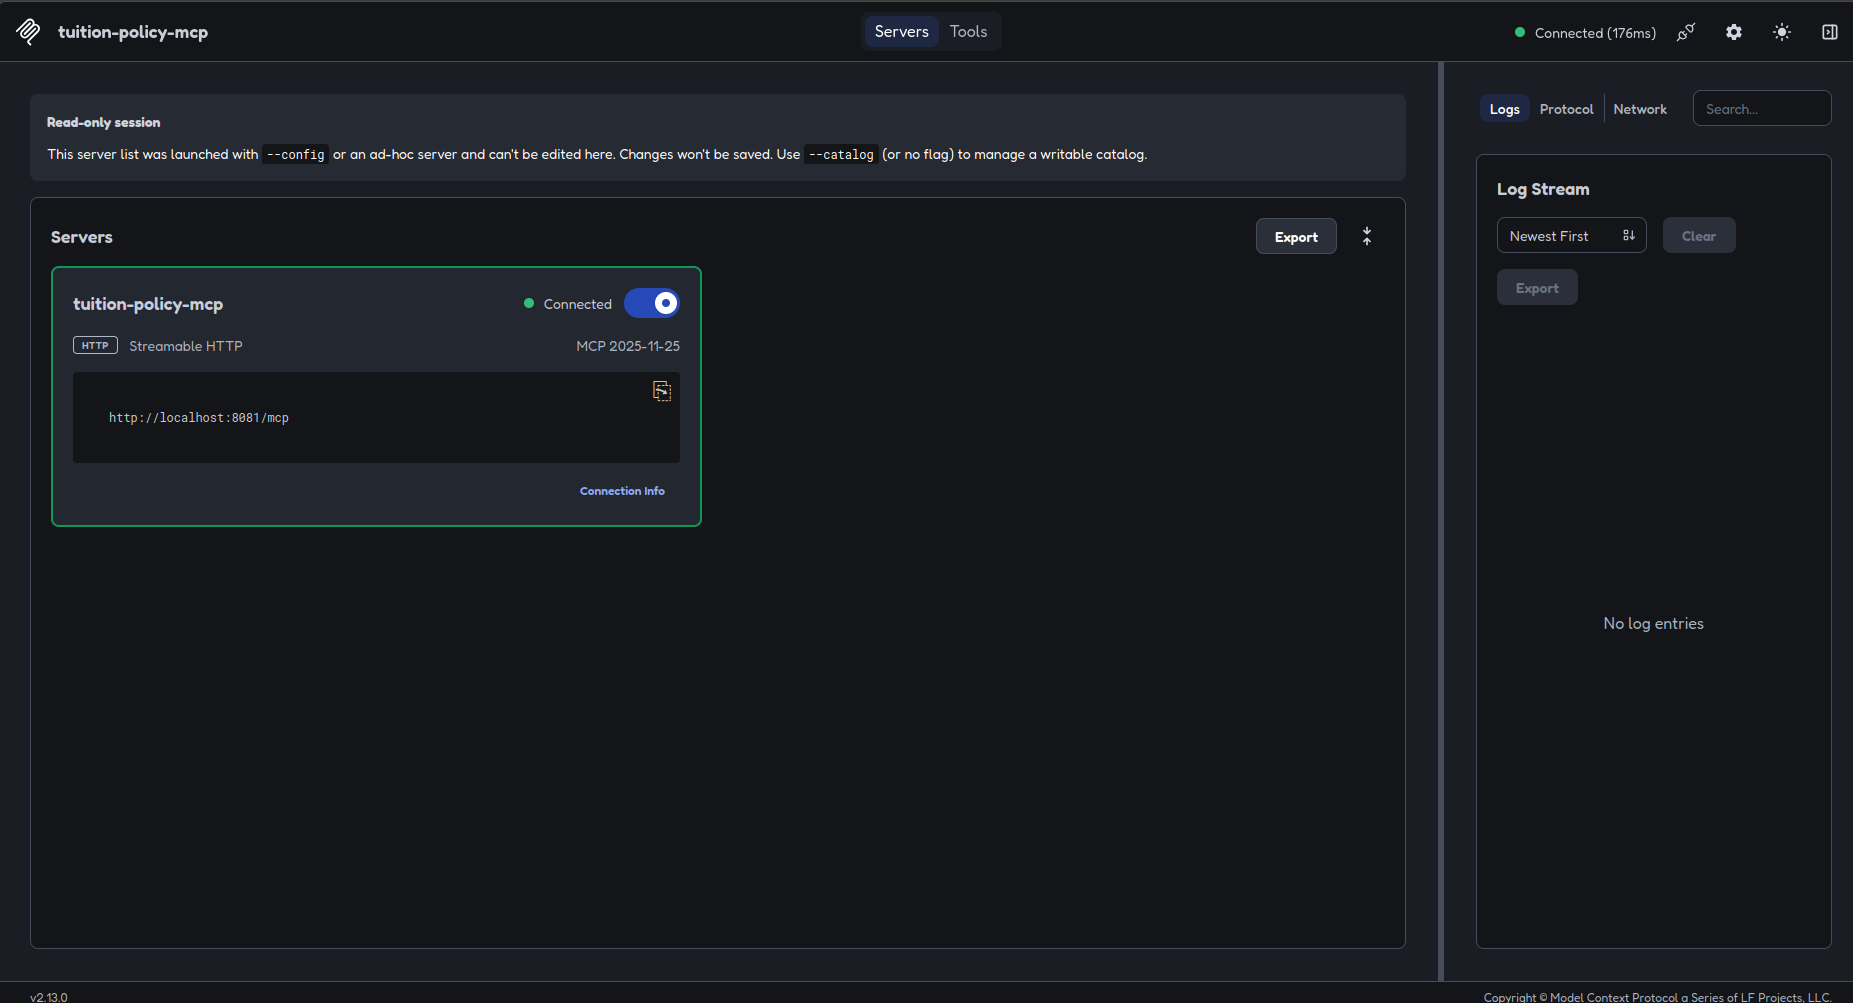 tuition-policy-mcp
Servers
Tools
Connected (176ms)
Read-only session
This server list was launched with --config or an ad-hoc server and can't be edited here. Changes won't be saved. Use --catalog (or no flag) to manage a writable catalog.
Servers
Export
tuition-policy-mcp
Connected
HTTP
Streamable HTTP
MCP 2025-11-25
http://localhost:8081/mcp
Connection Info
Logs
Protocol
Network
Search...
Log Stream
Newest First
Clear
Export
No log entries
v2.13.0
Copyright © Model Context Protocol a Series of LF Projects, LLC.